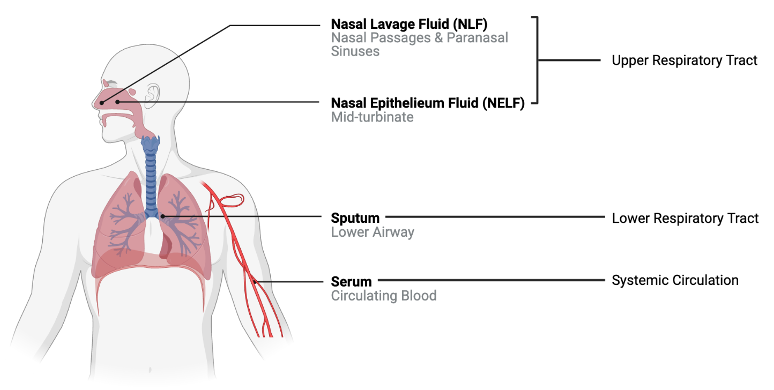 Nasal Lavage Fluid (NLF)
Nasal Passages & Paranasal
Sinuses
Upper Respiratory Tract
Nasal Epithelieum Fluid (NELF)
Mid-turbinate
Sputum
Lower Respiratory Tract
Lower Airway
Serum
Systemic Circulation
Circulating Blood